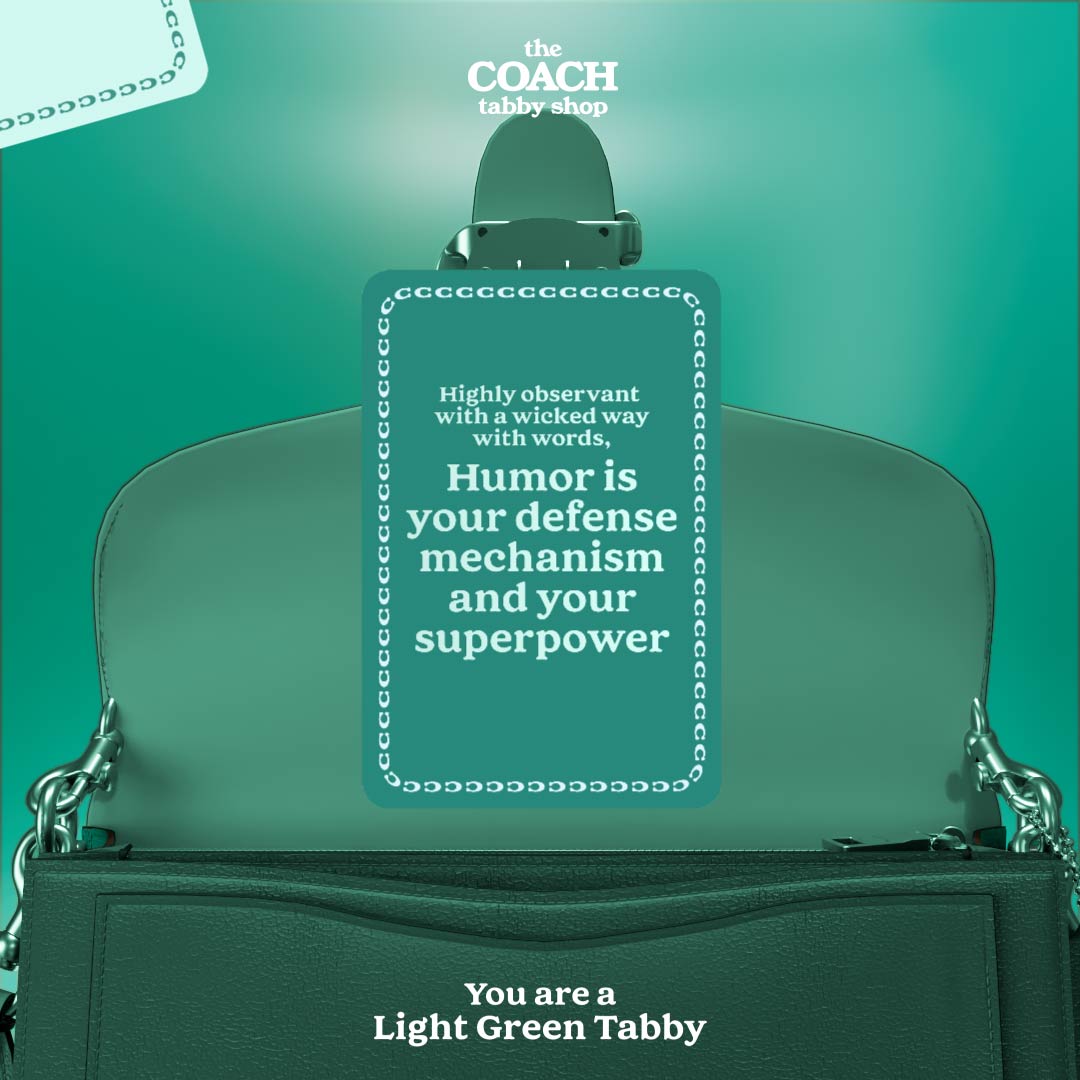 the
COACH
tabby shop
Highly observant
with a wicked way
with words,
Humor is
your defense
mechanism
and your
superpower
You are a
Light Green Tabby